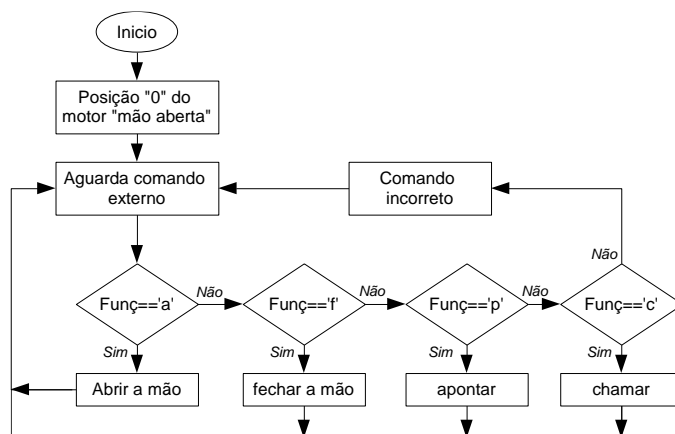 Inicio
Posição "0" do
motor "mão aberta"
Aguarda comando
externo
Comando
incorreto
Não
Funç=='a'
Não
Funç=='f'
Não
Funç=='p'
Não
Funç=='c'
Sim
Sim
Sim
Sim
Abrir a mão
fechar a mão
apontar
chamar